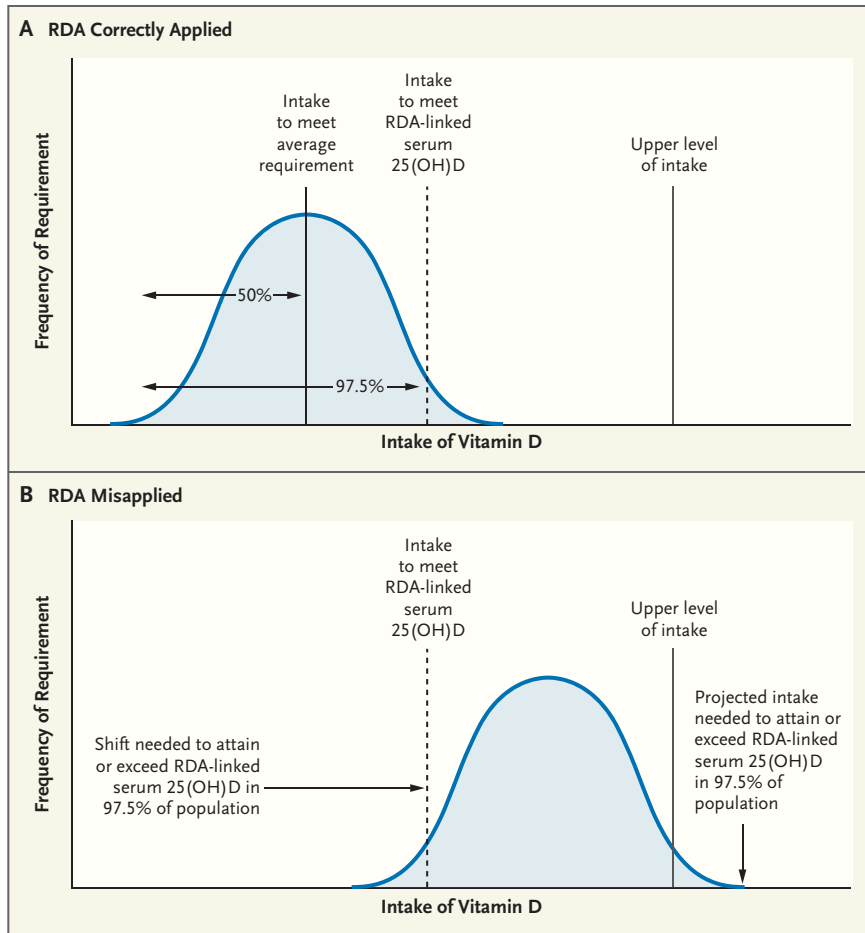 A RDA Correctly Applied
Intake
to meet
average
requirement
Intake
to meet
RDA-linked
serum
25(OH)D
Upper level
of intake
Frequency of Requirement
50%
97.5%
Intake of Vitamin D
B RDA Misapplied
Intake
to meet
RDA-linked
serum
25(OH)D
Upper level
of intake
Frequency of Requirement
Shift needed to attain
or exceed RDA-linked
serum 25(OH)D in
97.5% of population
Projected intake
needed to attain or
exceed RDA-linked
serum 25(OH)D
in 97.5% of
population
Intake of Vitamin D